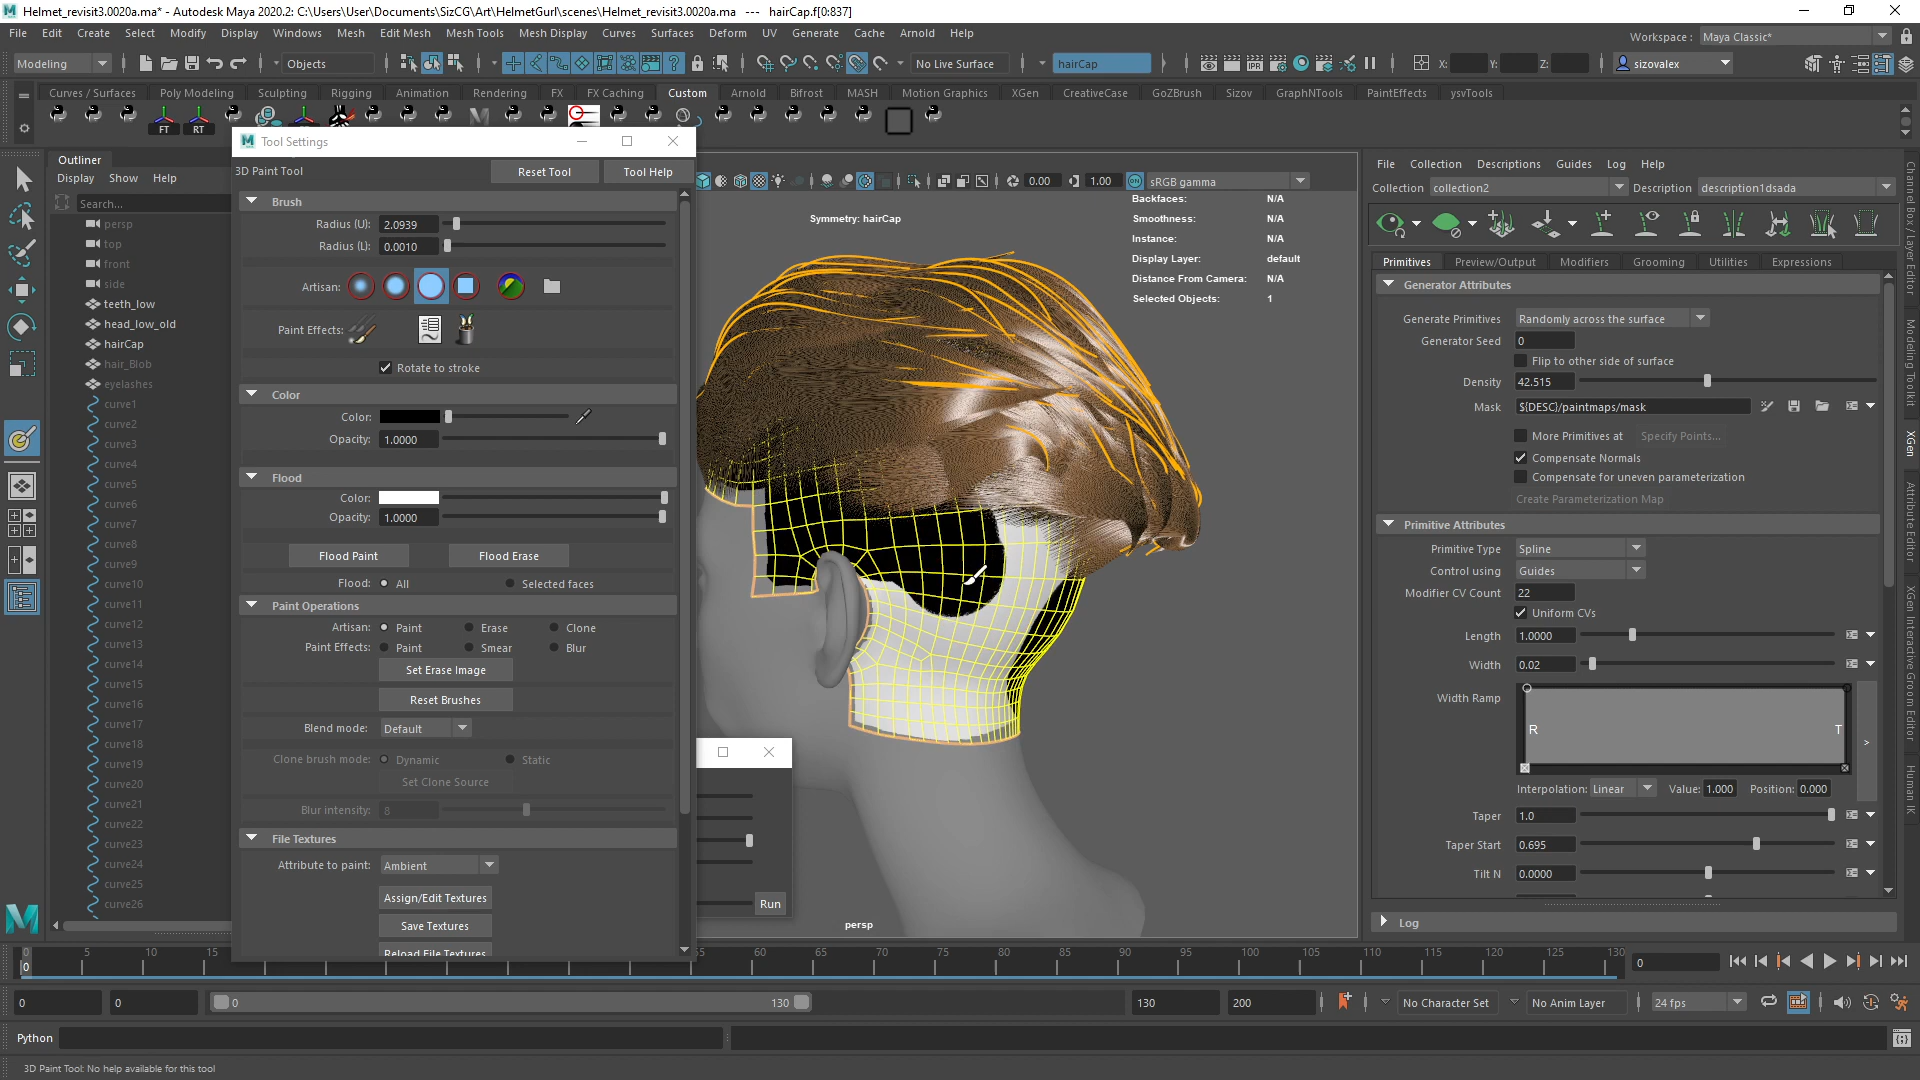 Helmet_revisit3.0020a.ma* - Autodesk Maya 2020.2: C:\Users\User\Documents\SizCG\Art\HelmetGurl\scenes\Helmet_revisit3.0020a.ma --- hairCap.f[0:837]
File Edit Create Select Modify Display Windows Mesh Edit Mesh Mesh Tools Mesh Display Curves Surfaces Deform UV Generate Cache Arnold Help
Workspace : Maya Classic*
Modeling Objects No Live Surface hairCap X: Y: Z: sizovalex
Curves / Surfaces Poly Modeling Sculpting Rigging Animation Rendering FX FX Caching Custom Arnold Bifrost MASH Motion Graphics XGen CreativeCase GoZBrush Sizov GraphNTools PaintEffects ysvTools
FT RT
Outliner
Display Show Help
Search...
persp
top
front
side
teeth_low
head_low_old
hairCap
hair_Blob
eyelashes
curve1
curve2
curve3
curve4
curve5
curve6
curve7
curve8
curve9
curve10
curve11
curve12
curve13
curve14
curve15
curve16
curve17
curve18
curve19
curve20
curve21
curve22
curve23
curve24
curve25
curve26
Tool Settings
3D Paint Tool Reset Tool Tool Help
Brush
Radius (U): 2.0939
Radius (L): 0.0010
Artisan:
Paint Effects:
Rotate to stroke
Color
Color:
Opacity: 1.0000
Flood
Color:
Opacity: 1.0000
Flood Paint Flood Erase
Flood: All Selected faces
Paint Operations
Artisan: Paint Erase Clone
Paint Effects: Paint Smear Blur
Set Erase Image
Reset Brushes
Blend mode: Default
Clone brush mode: Dynamic Static
Set Clone Source
Blur intensity: 8
File Textures
Attribute to paint: Ambient
Assign/Edit Textures
Save Textures
Reload File Textures
0.00 1.00 ON sRGB gamma
Symmetry: hairCap
Backfaces: N/A
Smoothness: N/A
Instance: N/A
Display Layer: default
Distance From Camera: N/A
Selected Objects: 1
Run
persp
File Collection Descriptions Guides Log Help
Collection collection2 Description description1dsada
Primitives Preview/Output Modifiers Grooming Utilities Expressions
Generator Attributes
Generate Primitives Randomly across the surface
Generator Seed 0
Flip to other side of surface
Density 42.515
Mask ${DESC}/paintmaps/mask
More Primitives at Specify Points...
Compensate Normals
Compensate for uneven parameterization
Create Parameterization Map
Primitive Attributes
Primitive Type Spline
Control using Guides
Modifier CV Count 22
Uniform CVs
Length 1.0000
Width 0.02
Width Ramp
R T
>
Interpolation: Linear Value: 1.000 Position: 0.000
Taper 1.0
Taper Start 0.695
Tilt N 0.0000
Log
Channel Box / Layer Editor
Modeling Toolkit
XGen
Attribute Editor
XGen Interactive Groom Editor
Human IK
0 5 10 15 55 60 65 70 75 80 85 90 95 100 105 110 115 120 125 130
0 0
0 0 0 130 130 200 No Character Set No Anim Layer 24 fps
Python
3D Paint Tool: No help available for this tool